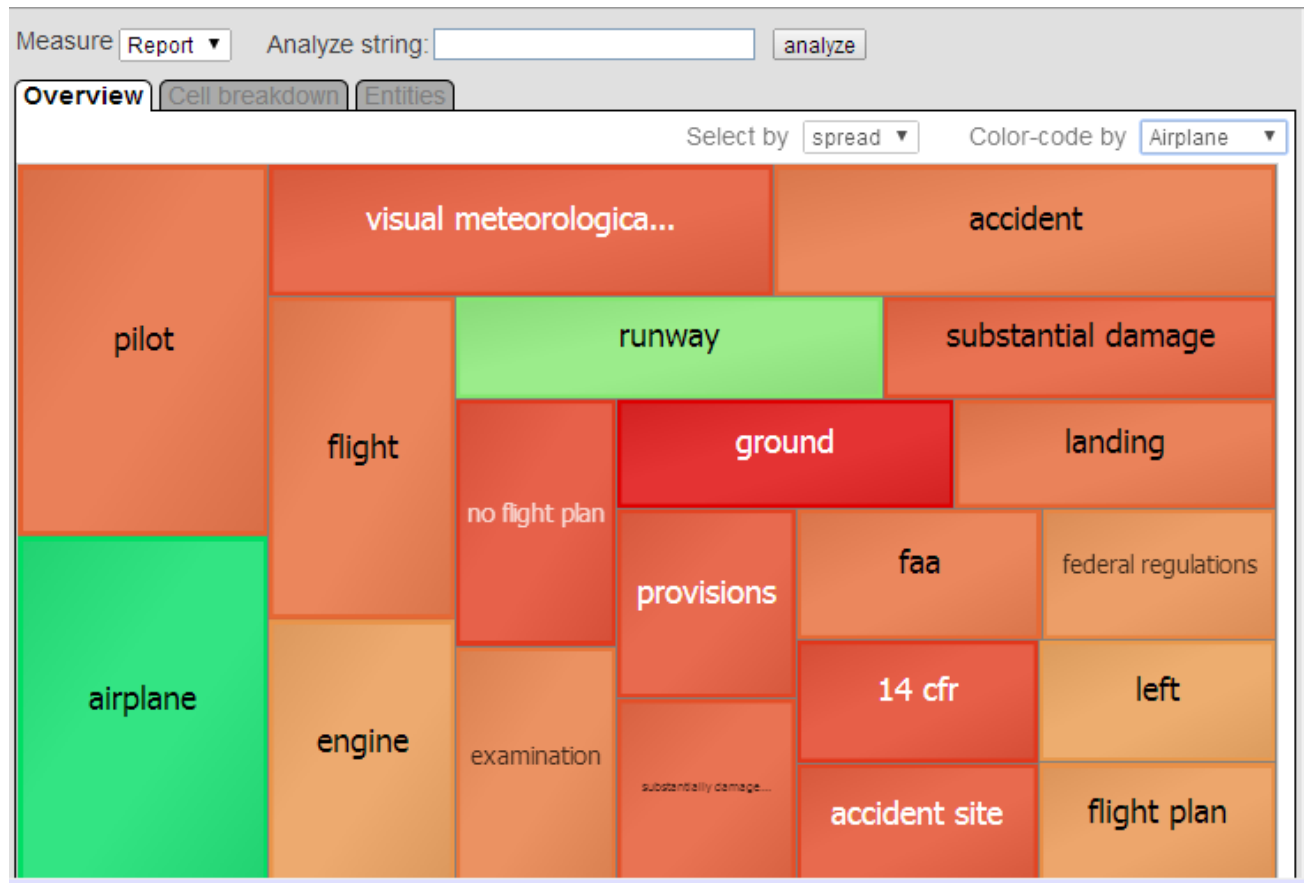 Measure Report ▼ Analyze string: analyze
Overview Cell breakdown Entities
Select by spread ▼ Color-code by Airplane ▼
pilot
visual meteorologica...
accident
flight
runway
substantial damage
no flight plan
ground
landing
provisions
faa
federal regulations
airplane
engine
examination
substantially damage...
14 cfr
left
accident site
flight plan